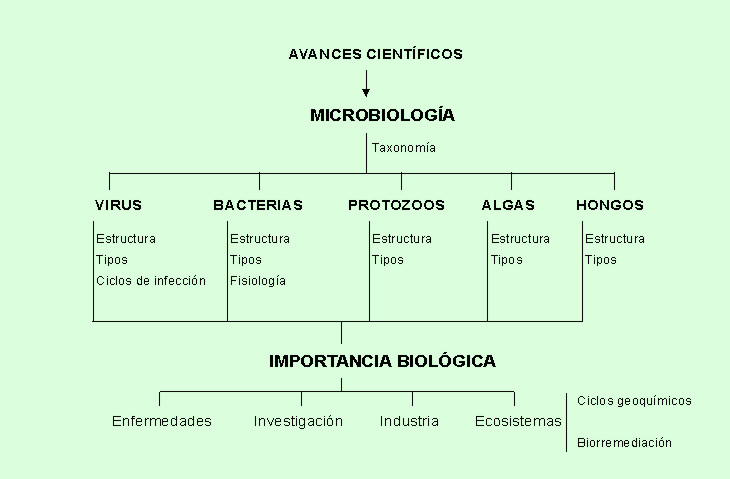 AVANCES CIENTÍFICOS
MICROBIOLOGÍA
Taxonomía
VIRUS
Estructura
Tipos
Ciclos de infección
BACTERIAS
Estructura
Tipos
Fisiología
PROTOZOOS
Estructura
Tipos
ALGAS
Estructura
Tipos
HONGOS
Estructura
Tipos
IMPORTANCIA BIOLÓGICA
Enfermedades
Investigación
Industria
Ecosistemas
Ciclos geoquímicos
Biorremediación